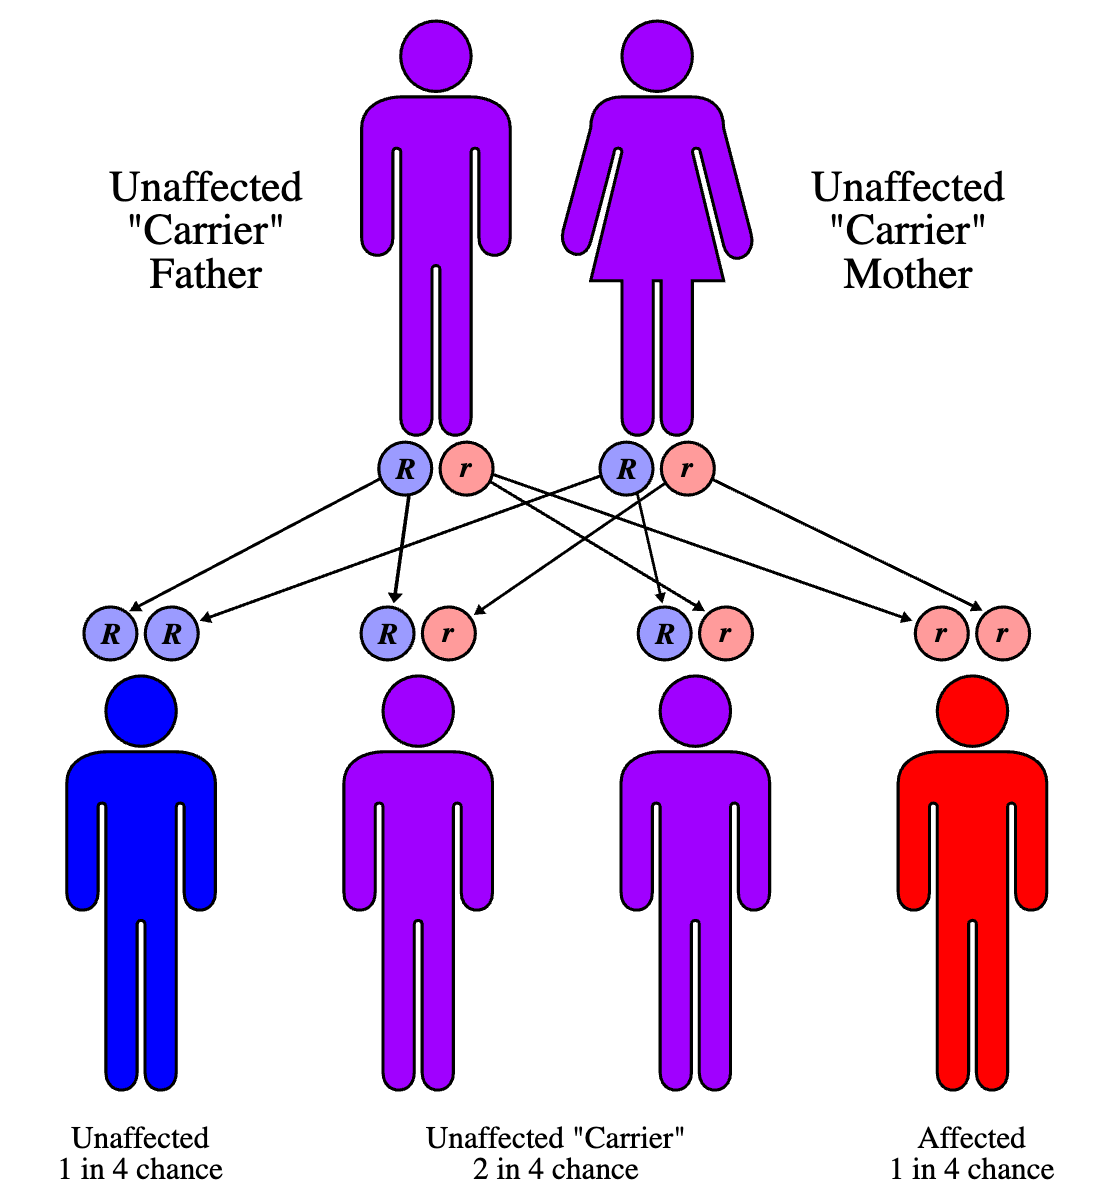 Unaffected
"Carrier"
Father
Unaffected
"Carrier"
Mother
R r R r
R R R r R r r r
Unaffected
1 in 4 chance
Unaffected "Carrier"
2 in 4 chance
Affected
1 in 4 chance